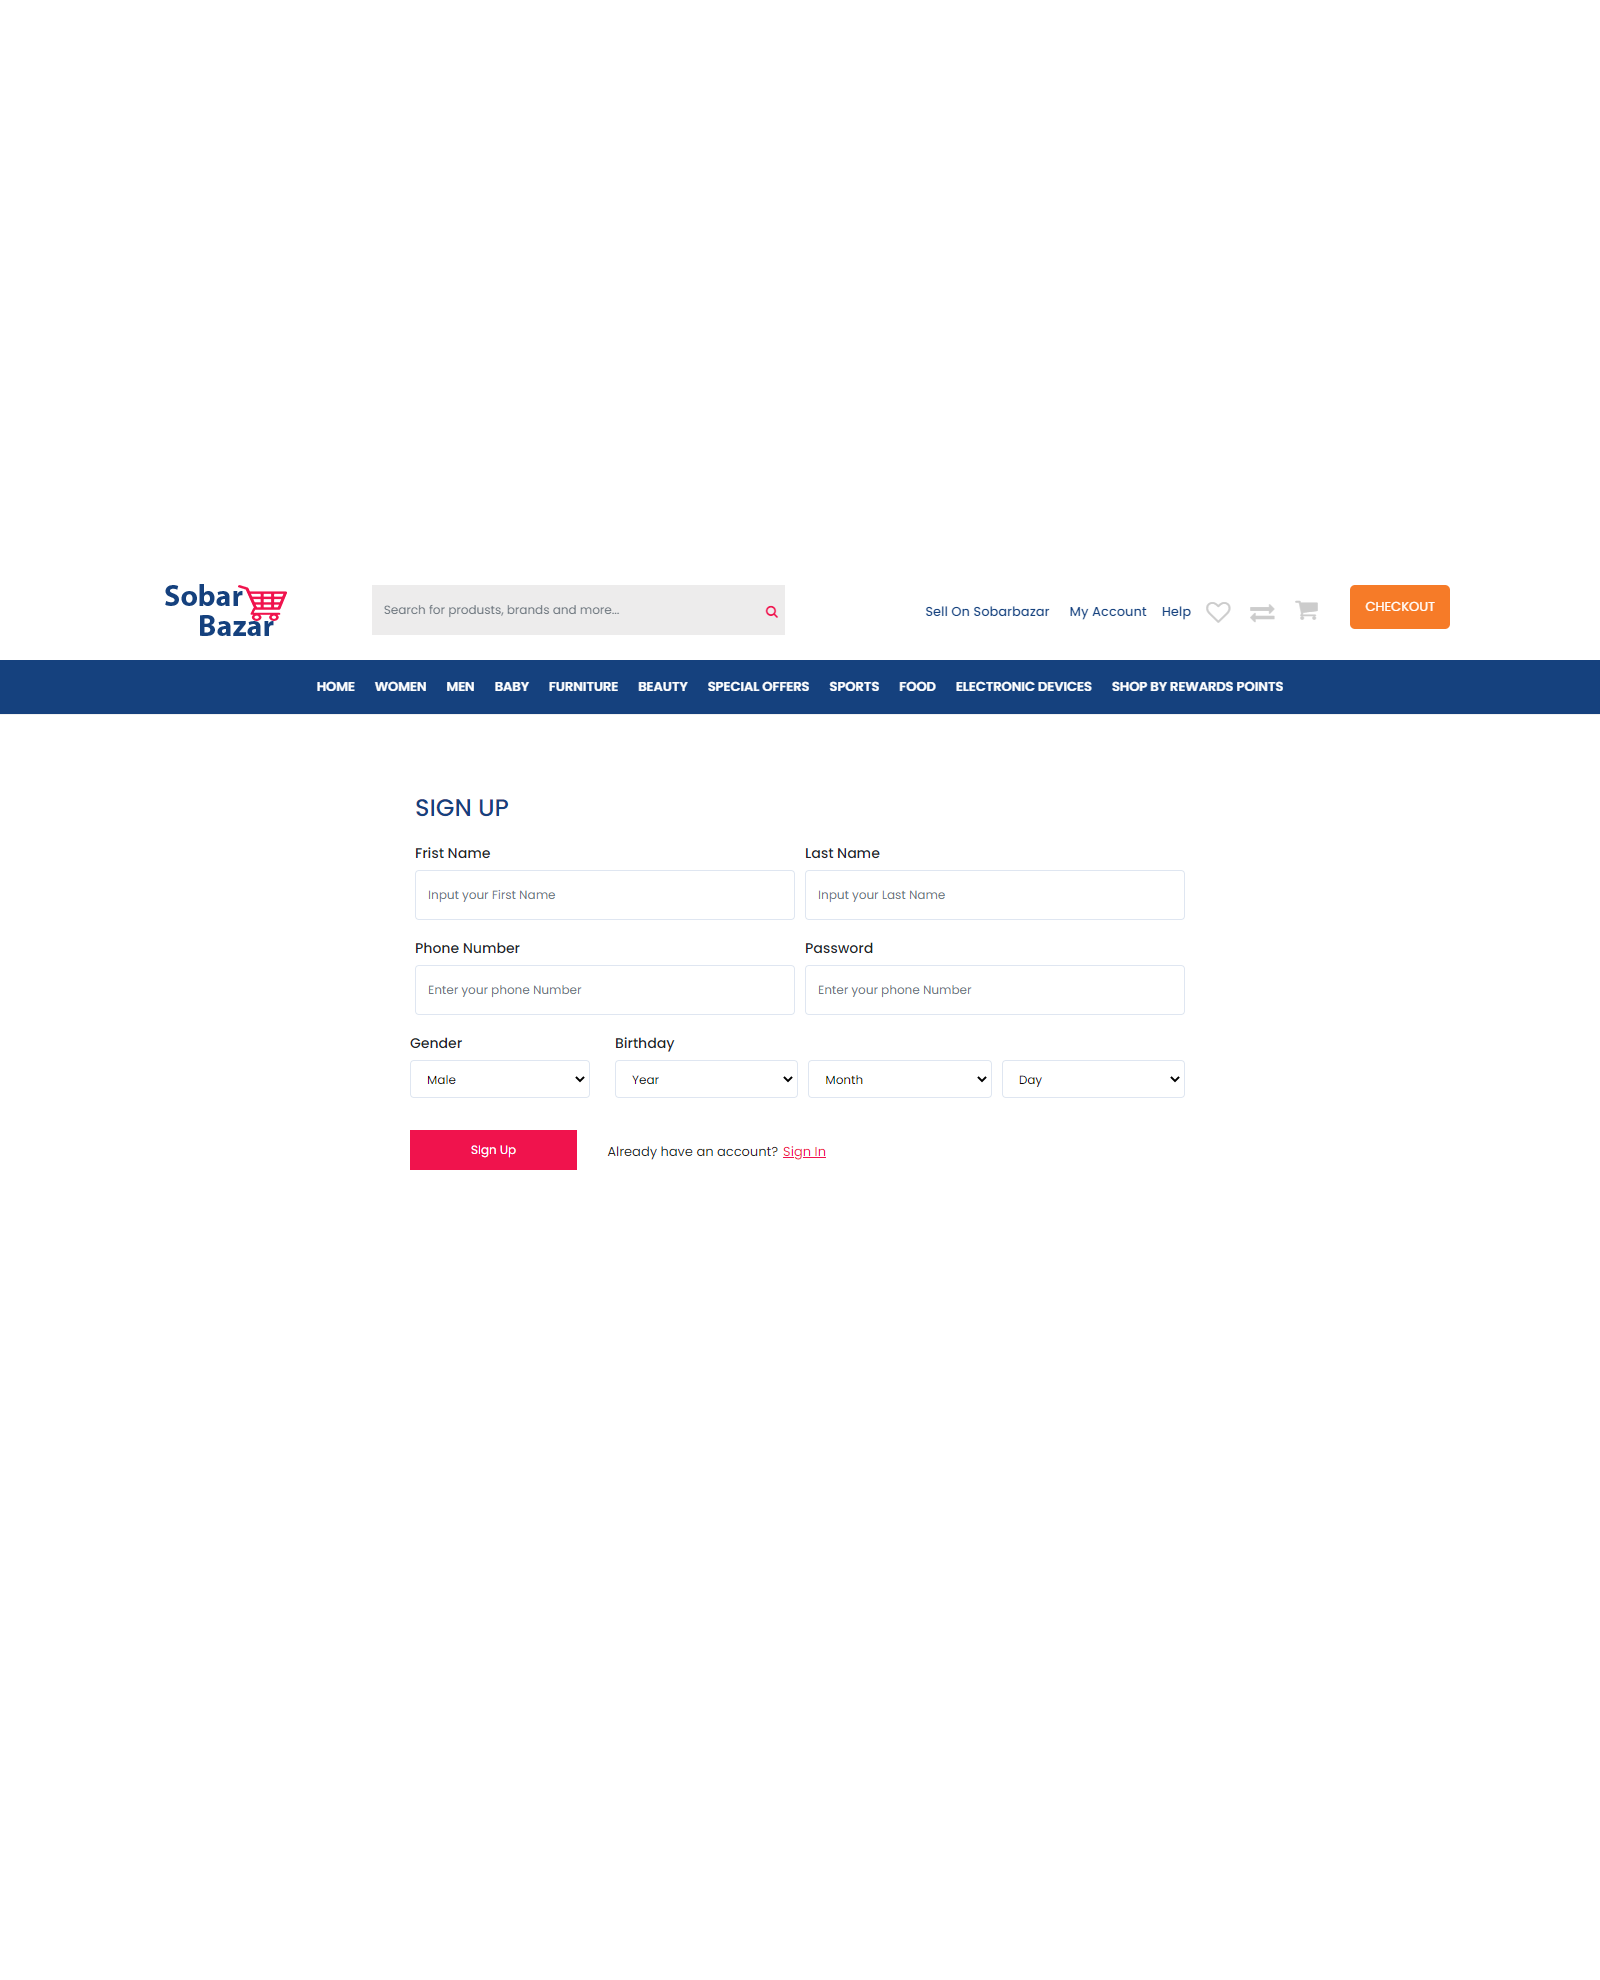 Sobar
Bazar
Search for produsts, brands and more...
Sell On Sobarbazar My Account Help
CHECKOUT
HOME WOMEN MEN BABY FURNITURE BEAUTY SPECIAL OFFERS SPORTS FOOD ELECTRONIC DEVICES SHOP BY REWARDS POINTS
SIGN UP
Frist Name Last Name
Input your First Name Input your Last Name
Phone Number Password
Enter your phone Number Enter your phone Number
Gender Birthday
Male Year Month Day
Sign Up Already have an account? Sign In